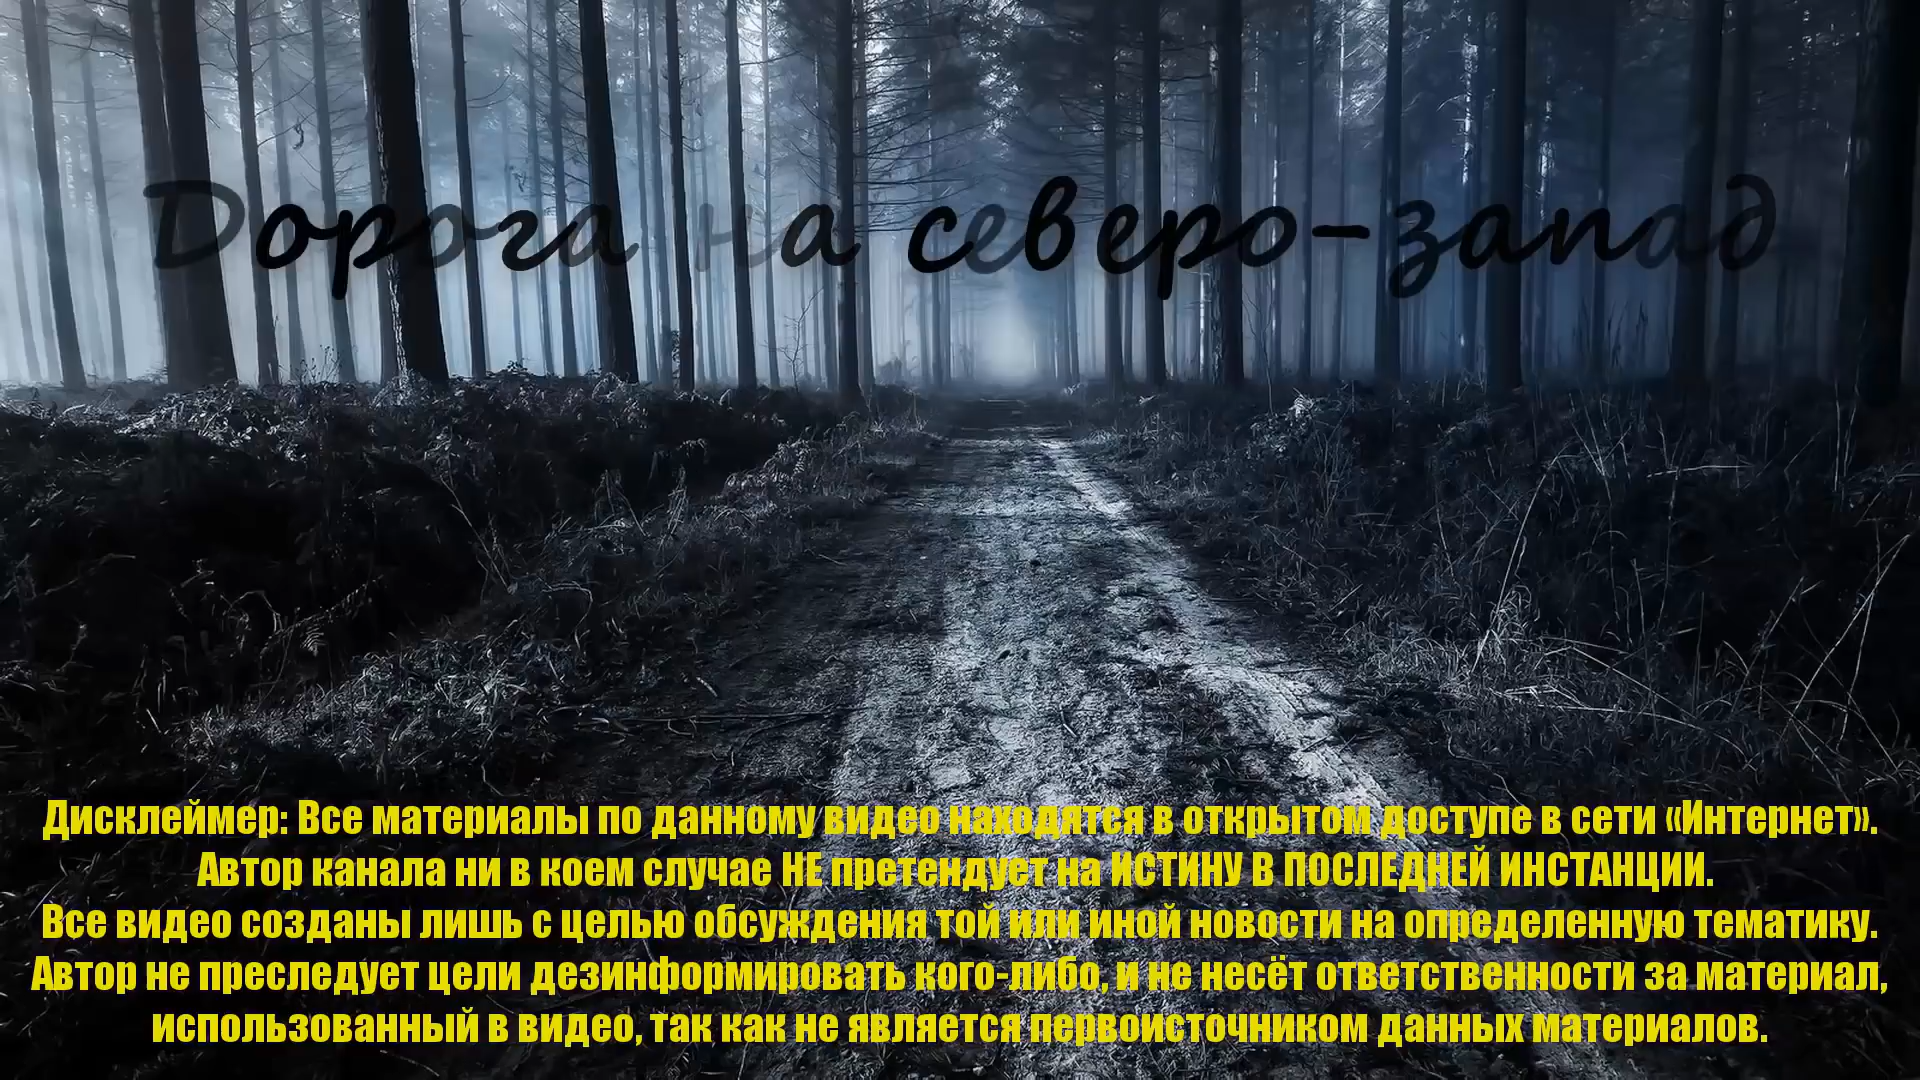 Дорога на северо-запад
Дисклеймер: Все материалы по данному видео находятся в открытом доступе в сети «Интернет».
Автор канала ни в коем случае НЕ претендует на ИСТИНУ В ПОСЛЕДНЕЙ ИНСТАНЦИИ.
Все видео созданы лишь с целью обсуждения той или иной новости на определенную тематику.
Автор не преследует цели дезинформировать кого-либо, и не несёт ответственности за материал,
использованный в видео, так как не является первоисточником данных материалов.